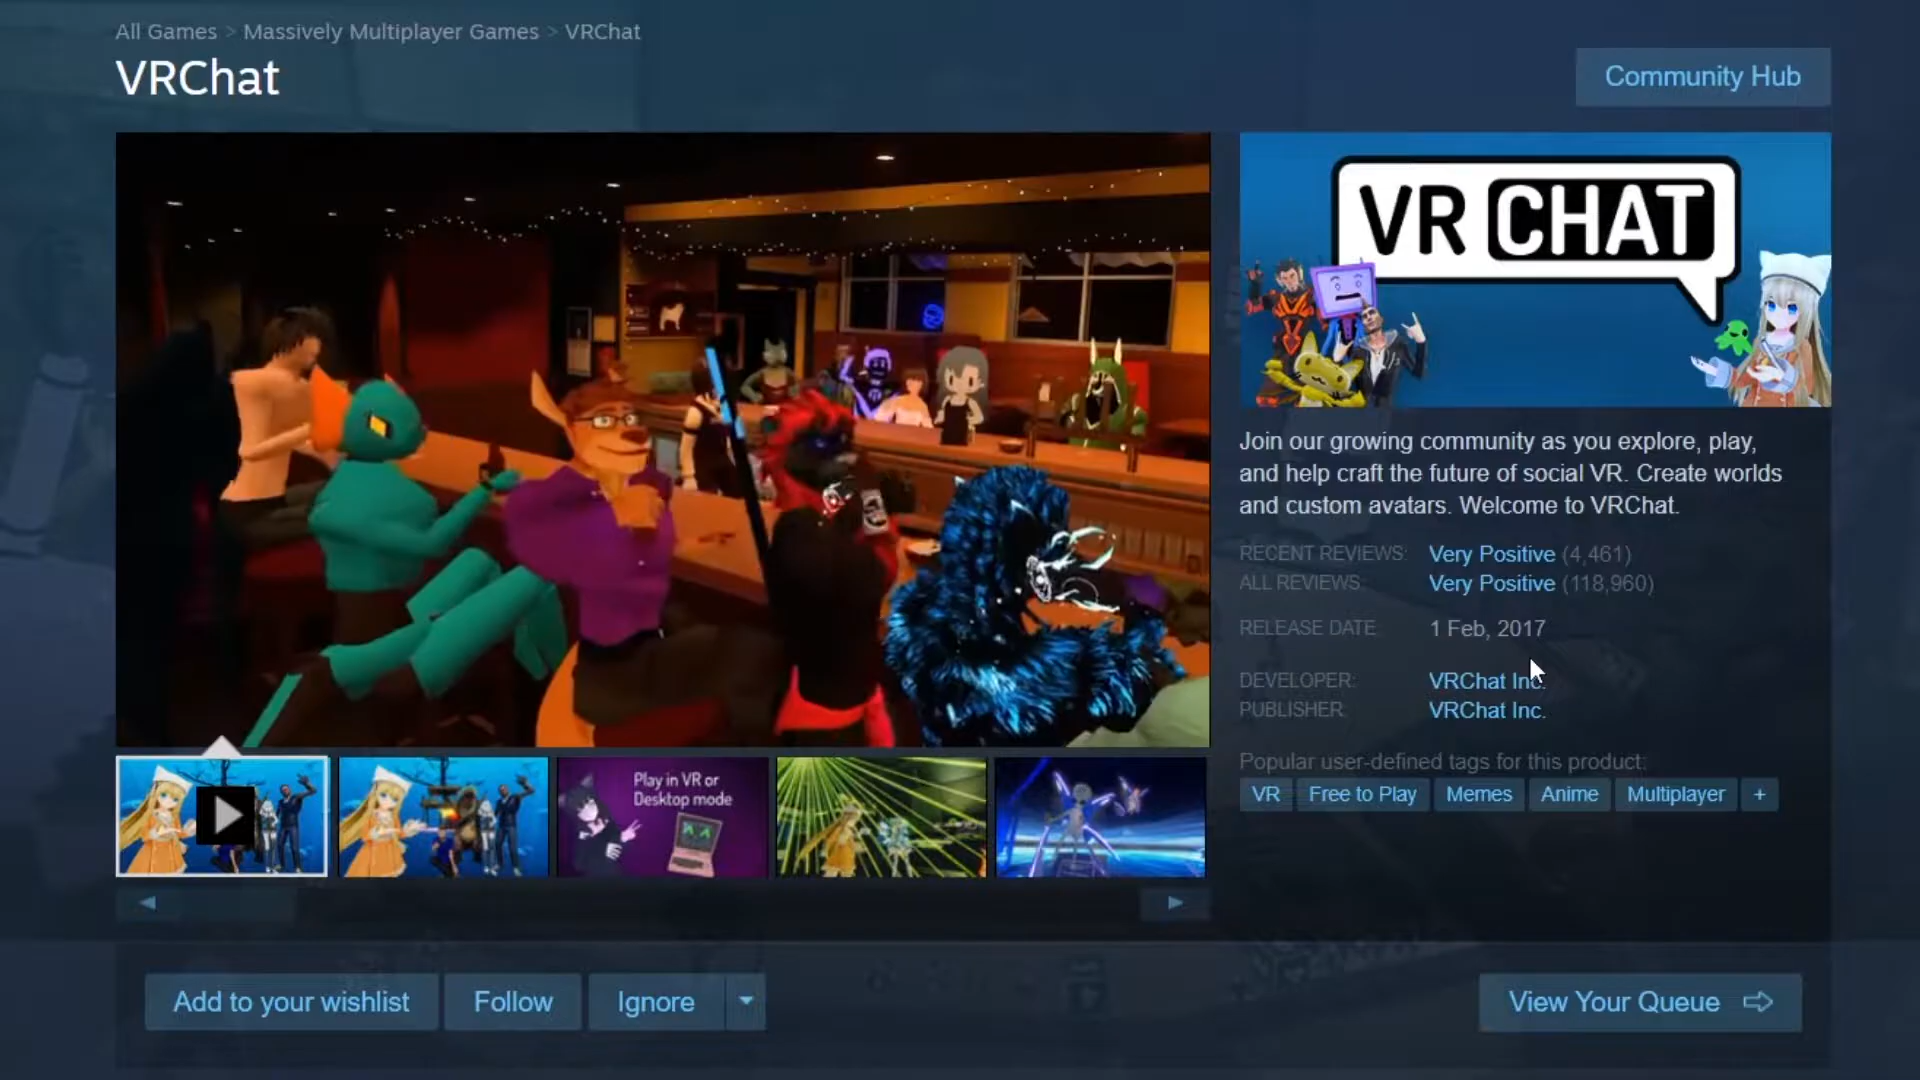 All Games > Massively Multiplayer Games > VRChat
VRChat
Community Hub
VR CHAT
Join our growing community as you explore, play,
and help craft the future of social VR. Create worlds
and custom avatars. Welcome to VRChat.
RECENT REVIEWS: Very Positive (4,461)
ALL REVIEWS: Very Positive (118,960)
RELEASE DATE: 1 Feb, 2017
DEVELOPER: VRChat Inc.
PUBLISHER: VRChat Inc.
Popular user-defined tags for this product:
VR Free to Play Memes Anime Multiplayer +
Play in VR or
Desktop mode
Add to your wishlist Follow Ignore View Your Queue